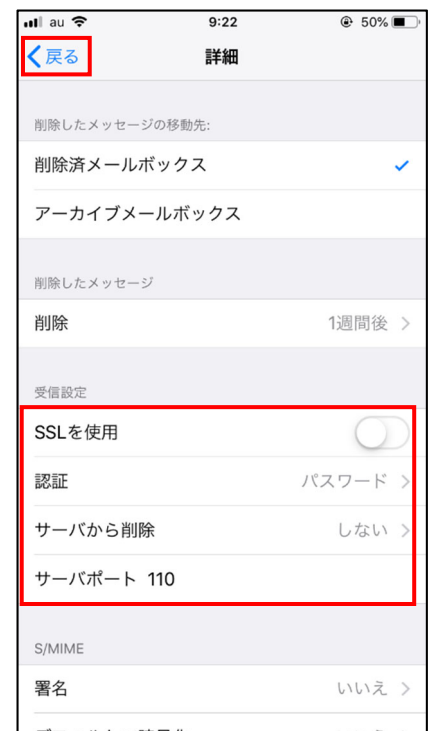 au 9:22 50%
戻る 詳細
削除したメッセージの移動先:
削除済メールボックス
アーカイブメールボックス
削除したメッセージ
削除 1週間後
受信設定
SSLを使用
認証 パスワード
サーバから削除 しない
サーバポート 110
S/MIME
署名 いいえ